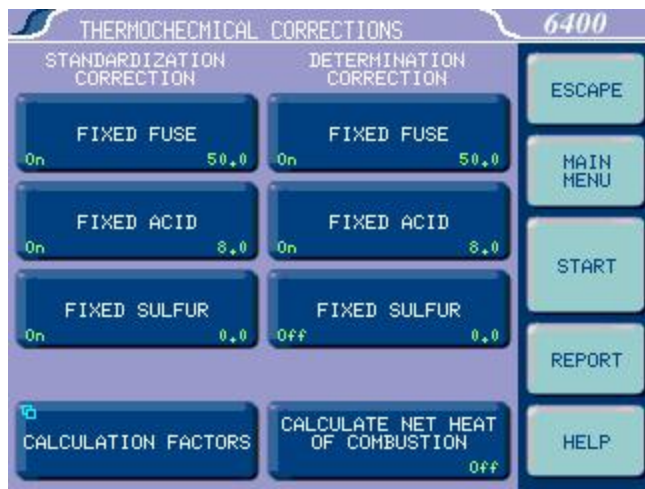 THERMOCHECMICAL CORRECTIONS
6400
STANDARDIZATION
CORRECTION
DETERMINATION
CORRECTION
FIXED FUSE
On 50.0
FIXED FUSE
On 50.0
FIXED ACID
On 8.0
FIXED ACID
On 8.0
FIXED SULFUR
On 0.0
FIXED SULFUR
Off 0.0
CALCULATION FACTORS
CALCULATE NET HEAT
OF COMBUSTION
Off
ESCAPE
MAIN
MENU
START
REPORT
HELP